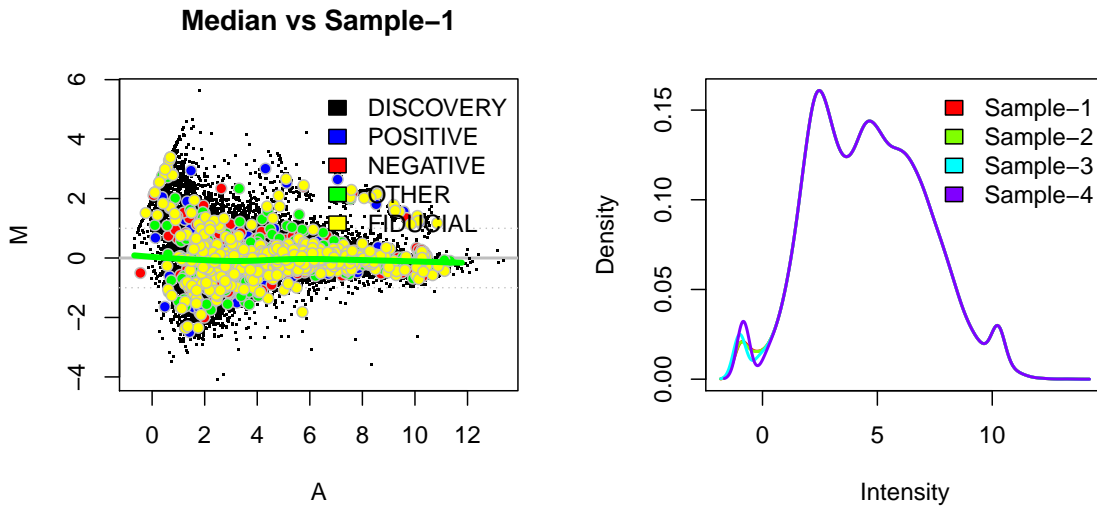 Median vs Sample−1
M
6
4
2
0
−2
−4
DISCOVERY
POSITIVE
NEGATIVE
OTHER
FIDUCIAL
0 2 4 6 8 10 12
A
Density
0.15
0.10
0.05
0.00
Sample−1
Sample−2
Sample−3
Sample−4
0 5 10
Intensity